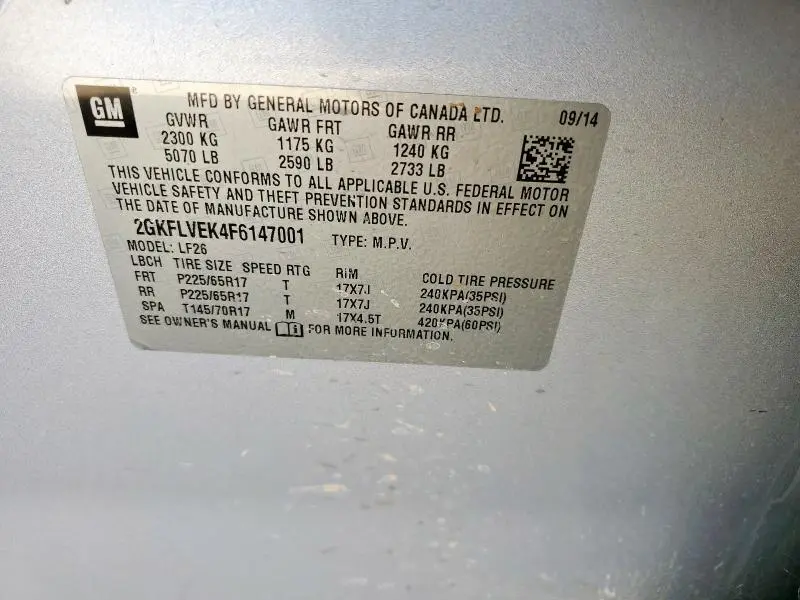 GM
MFD BY GENERAL MOTORS OF CANADA LTD. 09/14
GVWR GAWR FRT GAWR RR
2300 KG 1175 KG 1240 KG
5070 LB 2590 LB 2733 LB
THIS VEHICLE CONFORMS TO ALL APPLICABLE U.S. FEDERAL MOTOR
VEHICLE SAFETY AND THEFT PREVENTION STANDARDS IN EFFECT ON
THE DATE OF MANUFACTURE SHOWN ABOVE.
2GKFLVEK4F6147001 TYPE: M.P.V.
MODEL: LF26
LBCH TIRE SIZE SPEED RTG RIM COLD TIRE PRESSURE
FRT P225/65R17 T 17X7J 240KPA(35PSI)
RR P225/65R17 T 17X7J 240KPA(35PSI)
SPA T145/70R17 M 17X4.5T 420KPA(60PSI)
SEE OWNER'S MANUAL FOR MORE INFORMATION.